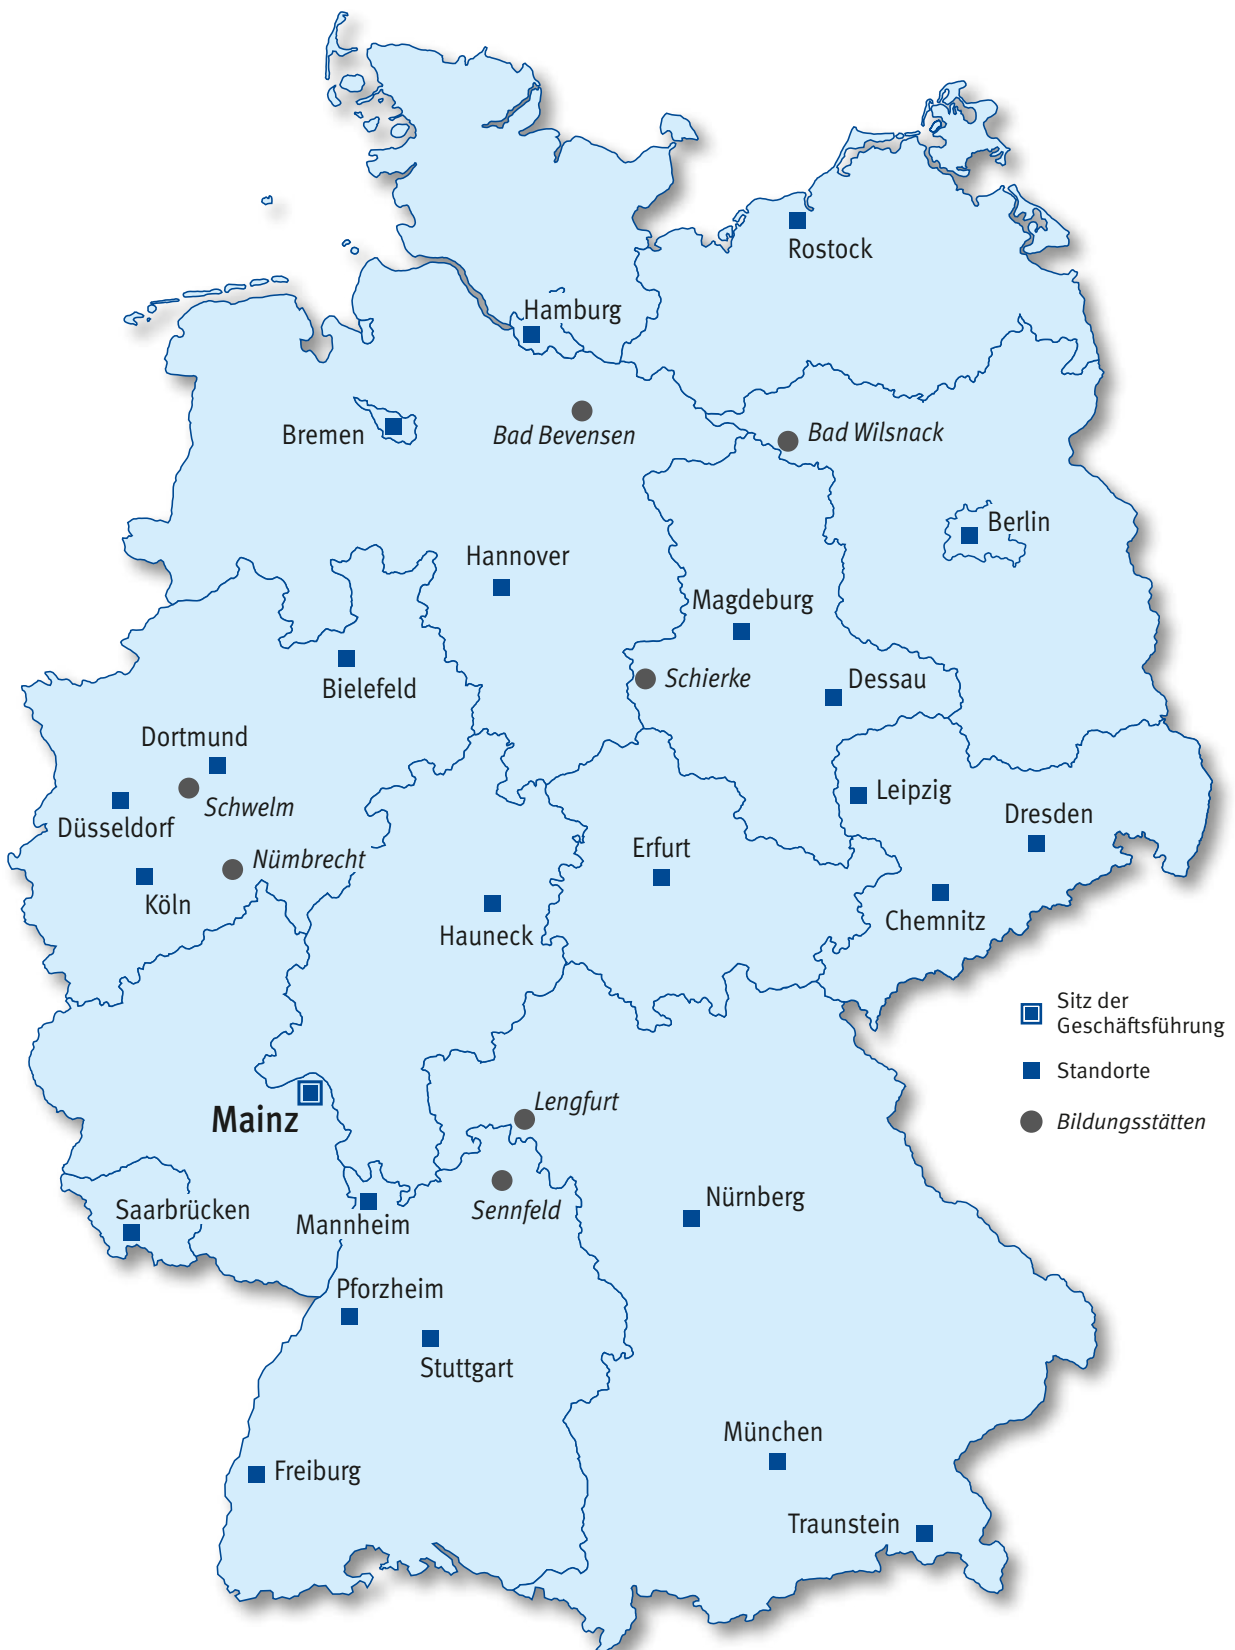 Rostock
Hamburg
Bremen
Bad Bevensen
Bad Wilsnack
Berlin
Hannover
Magdeburg
Schierke
Dessau
Bielefeld
Dortmund
Schwelm
Düsseldorf
Leipzig
Dresden
Nümbrecht
Erfurt
Köln
Hauneck
Chemnitz
Sitz der
Geschäftsführung
Standorte
Bildungsstätten
Lengfurt
Mainz
Saarbrücken
Mannheim
Sennfeld
Nürnberg
Pforzheim
Stuttgart
München
Freiburg
Traunstein